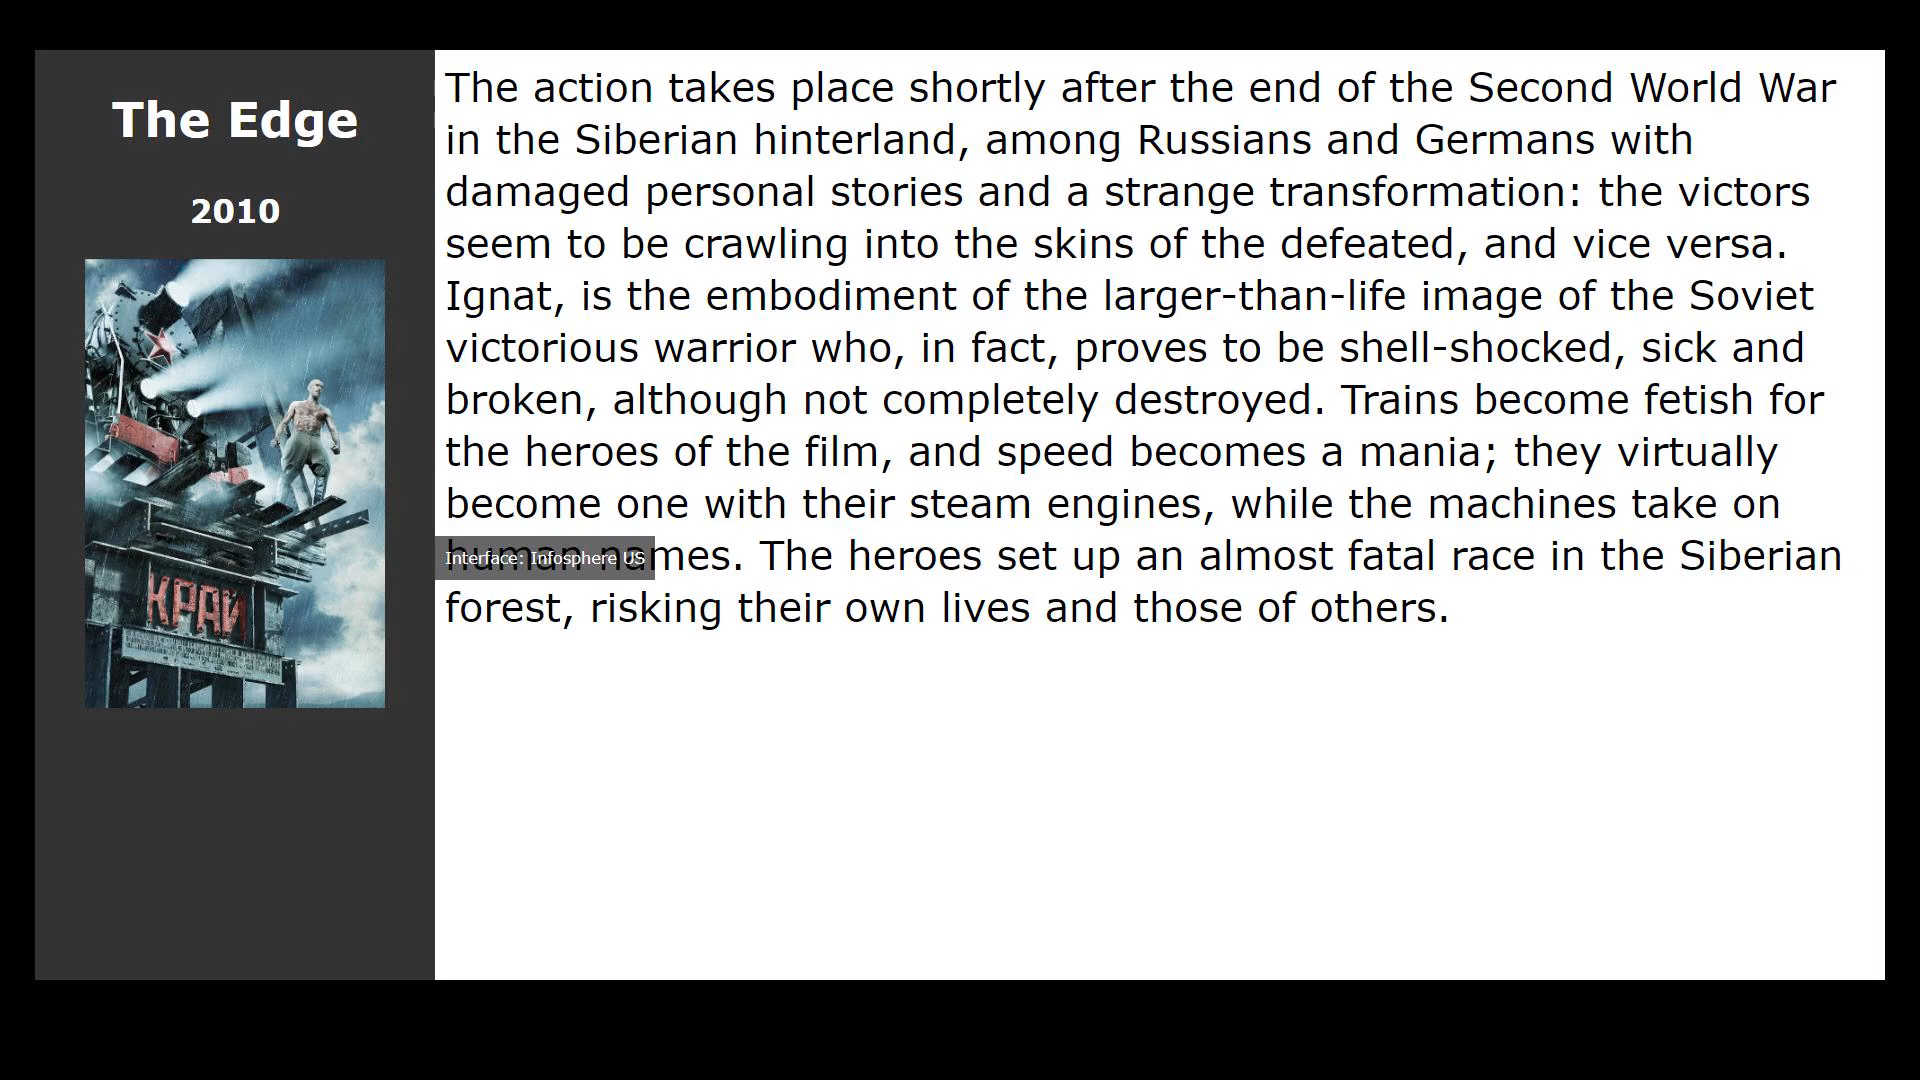 The Edge
2010
КРАЙ
The action takes place shortly after the end of the Second World War
in the Siberian hinterland, among Russians and Germans with
damaged personal stories and a strange transformation: the victors
seem to be crawling into the skins of the defeated, and vice versa.
Ignat, is the embodiment of the larger-than-life image of the Soviet
victorious warrior who, in fact, proves to be shell-shocked, sick and
broken, although not completely destroyed. Trains become fetish for
the heroes of the film, and speed becomes a mania; they virtually
become one with their steam engines, while the machines take on
human names. The heroes set up an almost fatal race in the Siberian
Interface: Infosphere US
forest, risking their own lives and those of others.